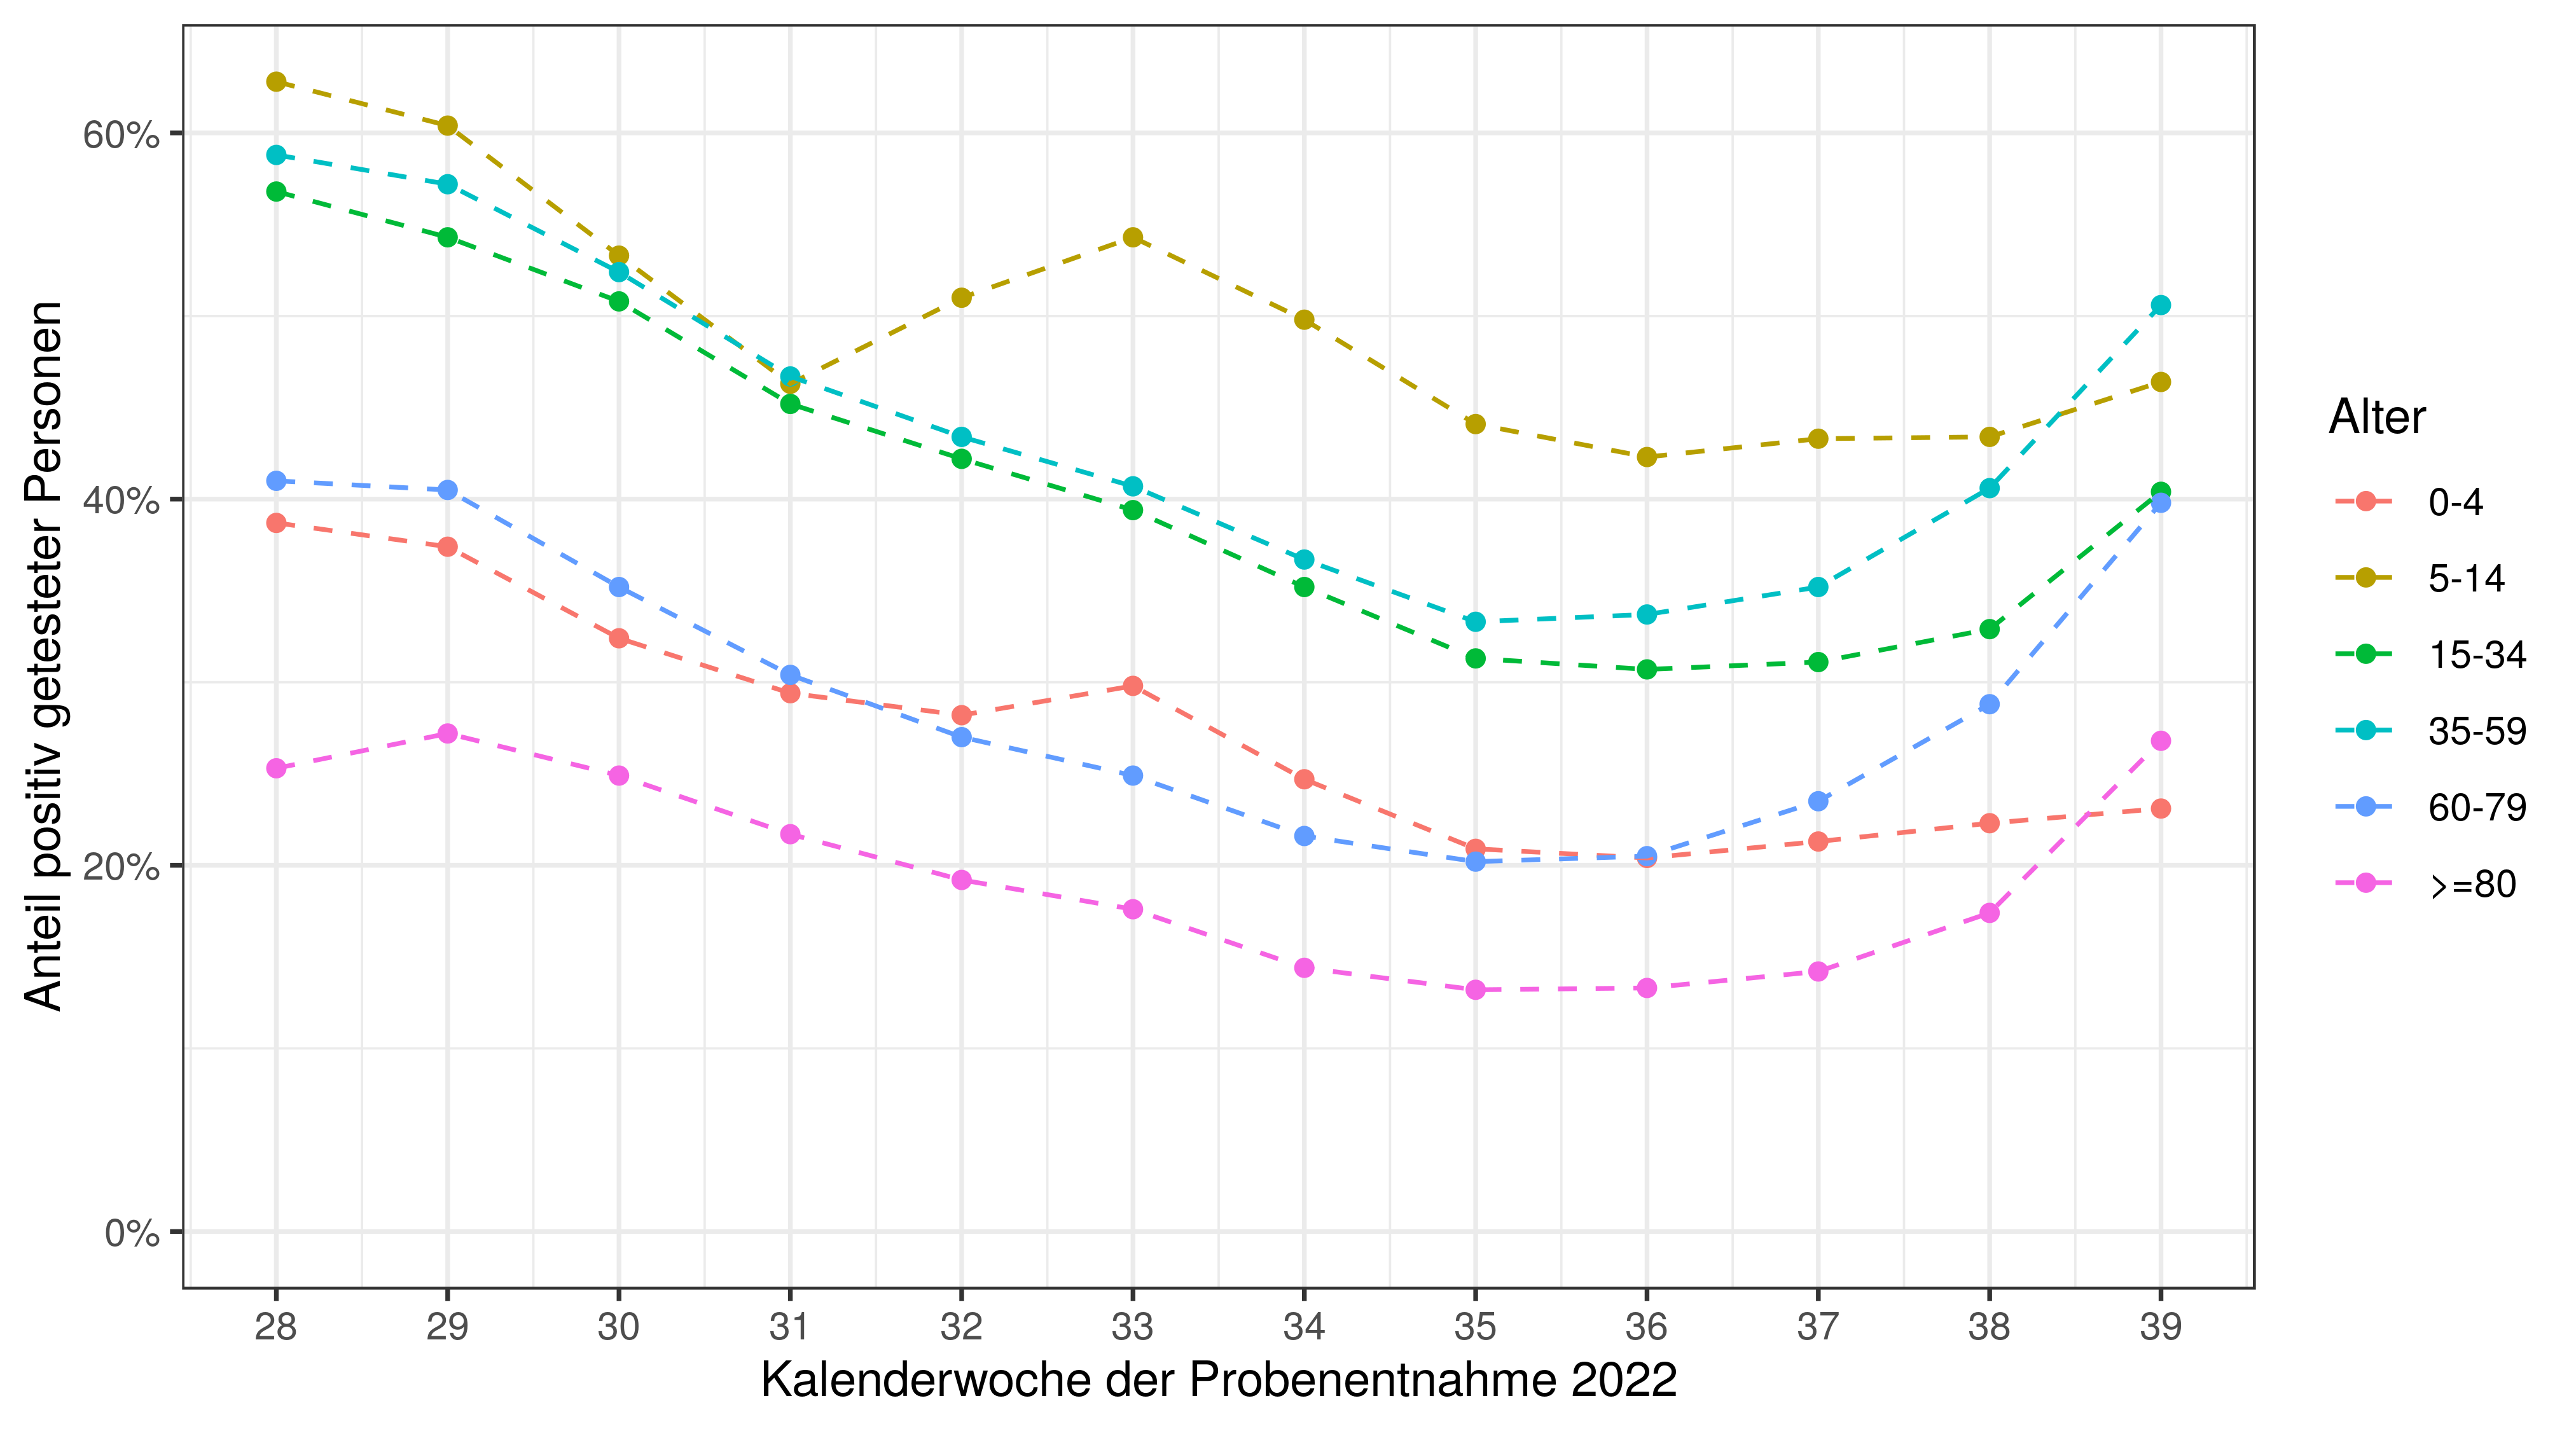 Anteil positiv getesteter Personen
60%
40%
20%
0%
28 29 30 31 32 33 34 35 36 37 38 39
Kalenderwoche der Probenentnahme 2022
Alter
0-4
5-14
15-34
35-59
60-79
>=80